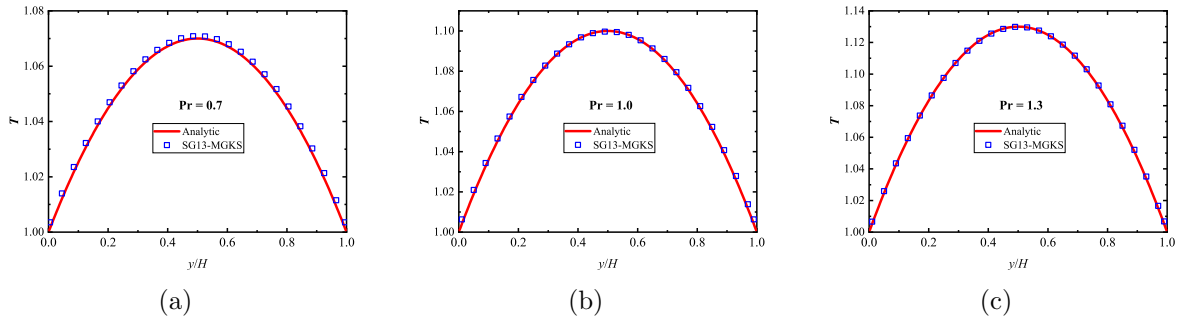 1.08
1.06
1.04
1.02
1.00
T
Pr = 0.7
Analytic
SG13-MGKS
0.0 0.2 0.4 0.6 0.8 1.0
y/H
(a)
1.12
1.10
1.08
1.06
1.04
1.02
1.00
T
Pr = 1.0
Analytic
SG13-MGKS
0.0 0.2 0.4 0.6 0.8 1.0
y/H
(b)
1.14
1.12
1.10
1.08
1.06
1.04
1.02
1.00
T
Pr = 1.3
Analytic
SG13-MGKS
0.0 0.2 0.4 0.6 0.8 1.0
y/H
(c)